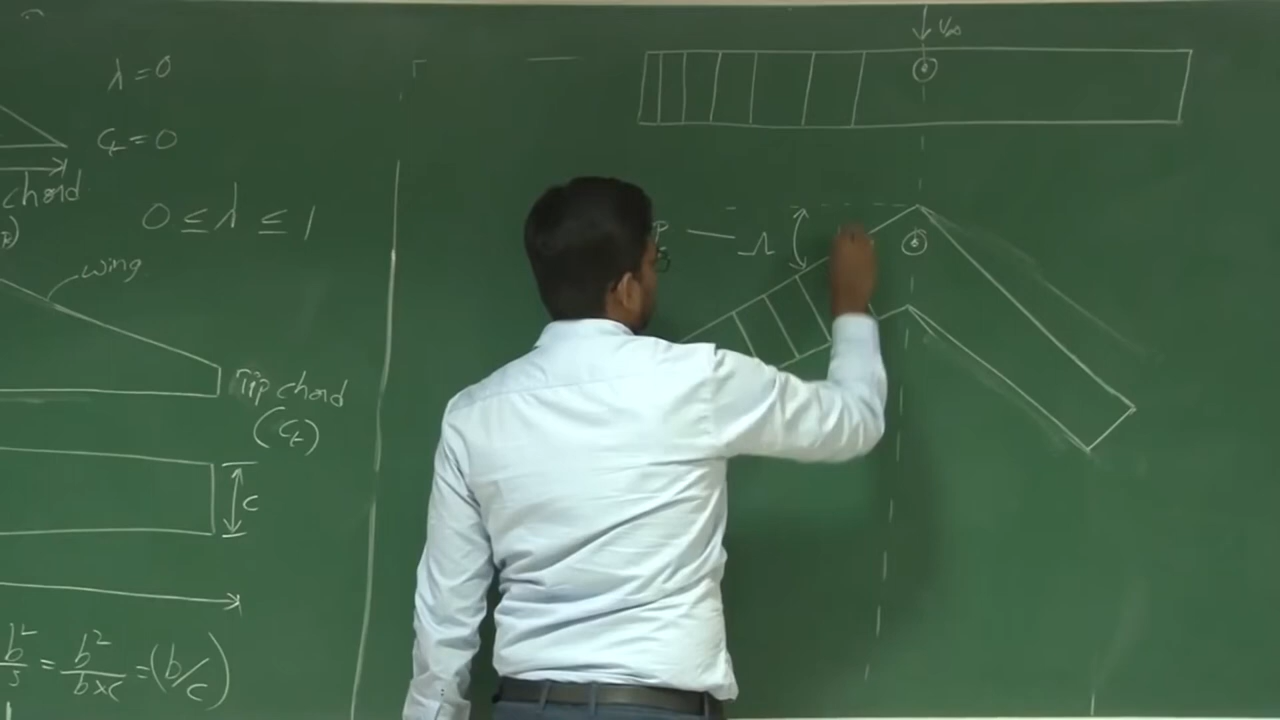 λ = 0
C_t = 0
chord
0 ≤ λ ≤ 1
wing
Tip chord
(C_t)
c
b²/s = b²/b×c = (b/c)
V∞
Λ